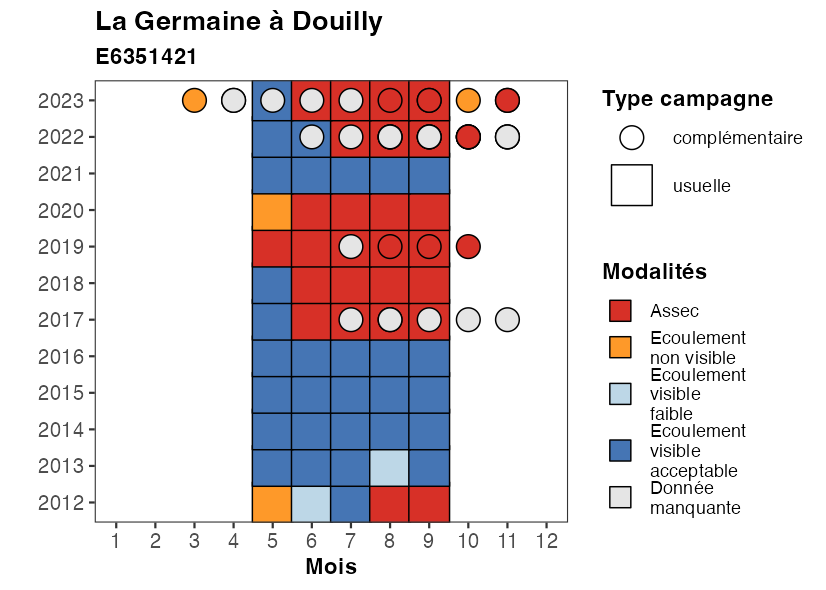 La Germaine à Douilly
E6351421
2023
2022
2021
2020
2019
2018
2017
2016
2015
2014
2013
2012
1 2 3 4 5 6 7 8 9 10 11 12
Mois
Type campagne
complémentaire
usuelle
Modalités
Assec
Ecoulement
non visible
Ecoulement
visible
faible
Ecoulement
visible
acceptable
Donnée
manquante